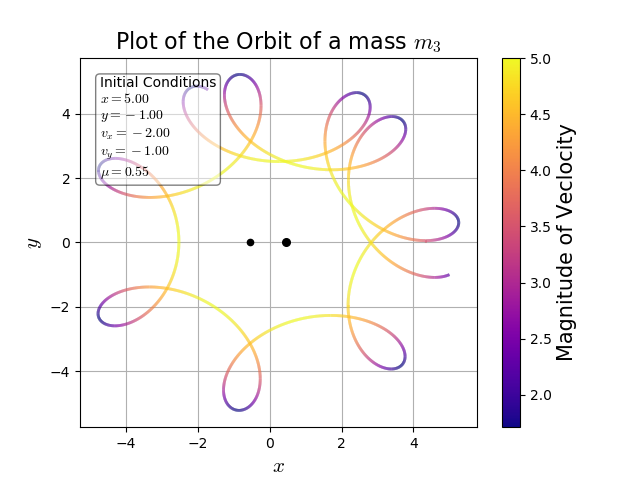 Plot of the Orbit of a mass m₃
Initial Conditions
x = 5.00
y = −1.00
vₓ = −2.00
v_y = −1.00
μ = 0.55
4
2
0
−2
−4
y
−4
−2
0
2
4
x
5.0
4.5
4.0
3.5
3.0
2.5
2.0
Magnitude of Veclocity